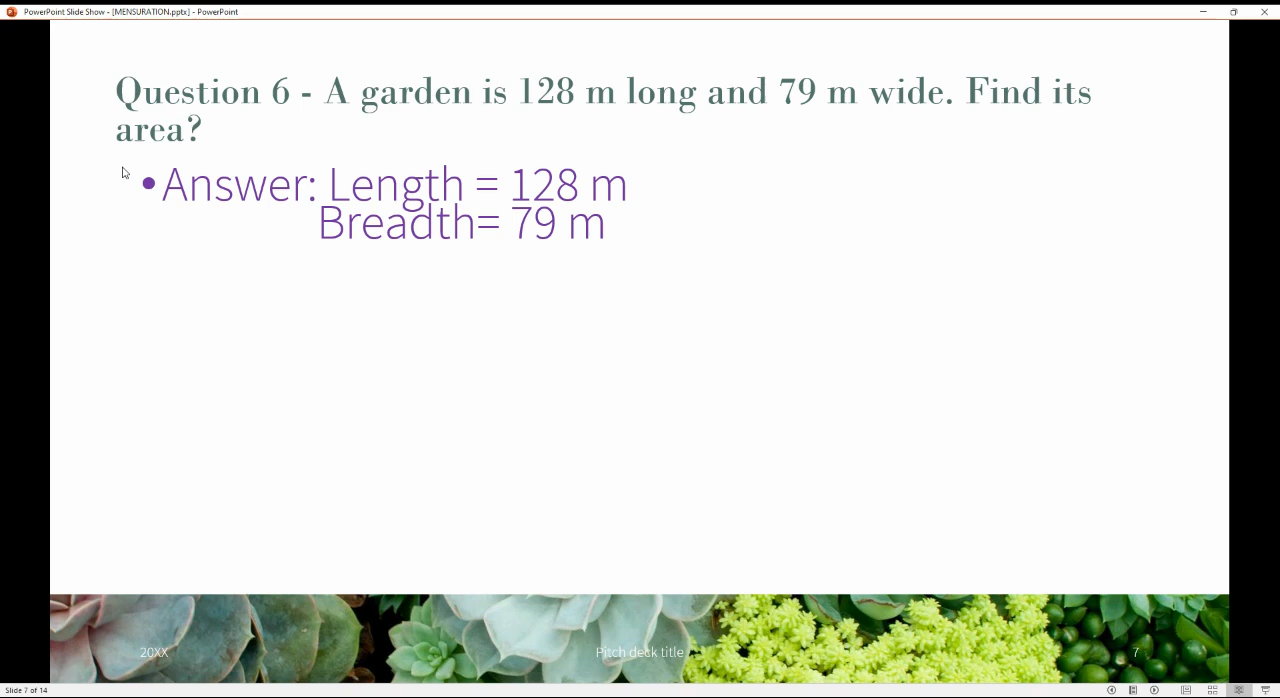 PowerPoint Slide Show - [MENSURATION.pptx] - PowerPoint
Question 6 - A garden is 128 m long and 79 m wide. Find its
area?
•Answer: Length = 128 m
Breadth= 79 m
20XX
Pitch deck title
7
Slide 7 of 14